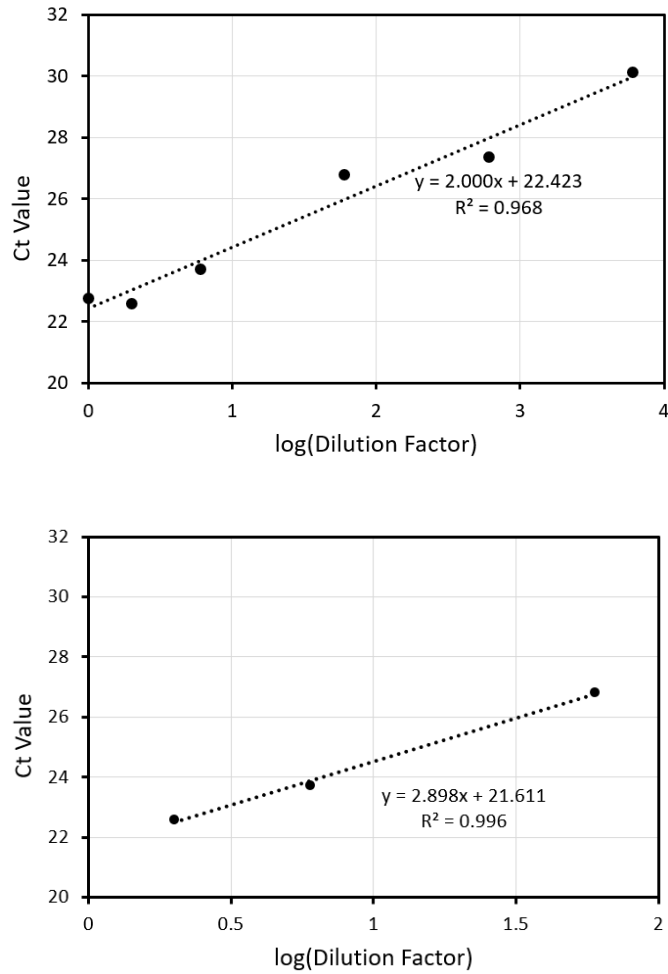 32
30
28
26
24
22
20
Ct Value
y = 2.000x + 22.423
R² = 0.968
0 1 2 3 4
log(Dilution Factor)
32
30
28
26
24
22
20
Ct Value
y = 2.898x + 21.611
R² = 0.996
0 0.5 1 1.5 2
log(Dilution Factor)